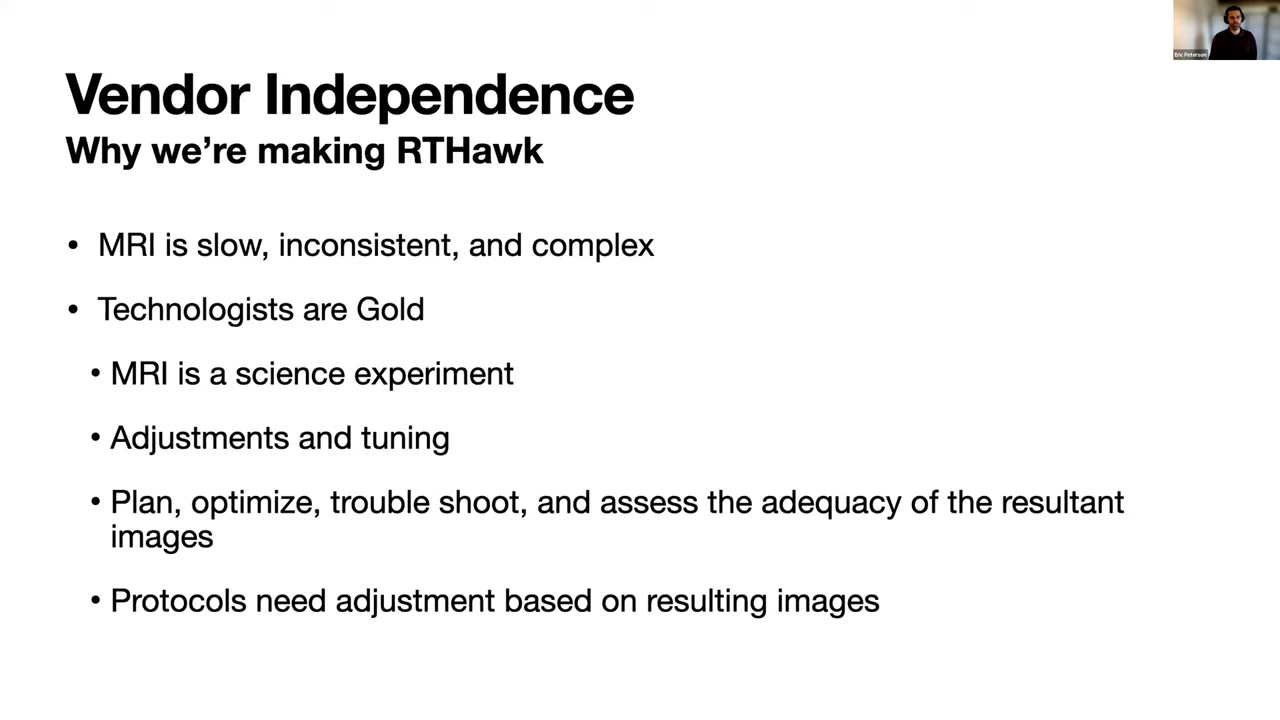 Eric Peterson
Vendor Independence
Why we’re making RTHawk
• MRI is slow, inconsistent, and complex
• Technologists are Gold
• MRI is a science experiment
• Adjustments and tuning
• Plan, optimize, trouble shoot, and assess the adequacy of the resultant
images
• Protocols need adjustment based on resulting images